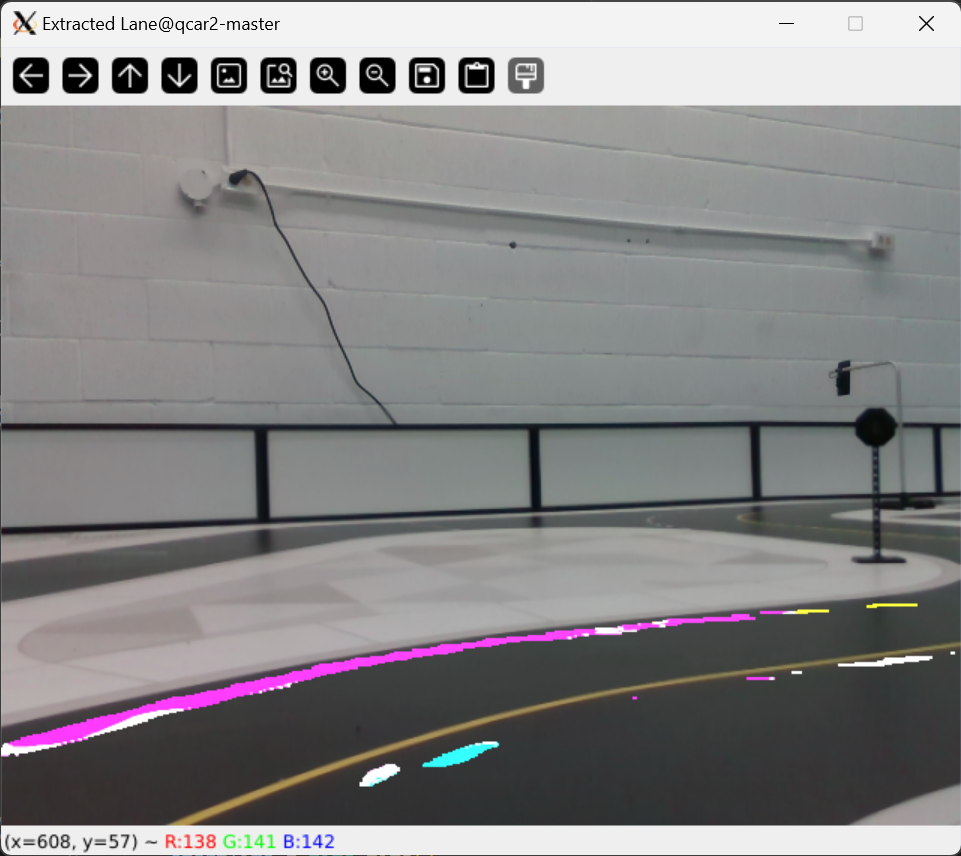 Extracted Lane@qcar2-master
(x=608, y=57) ~ R:138 G:141 B:142